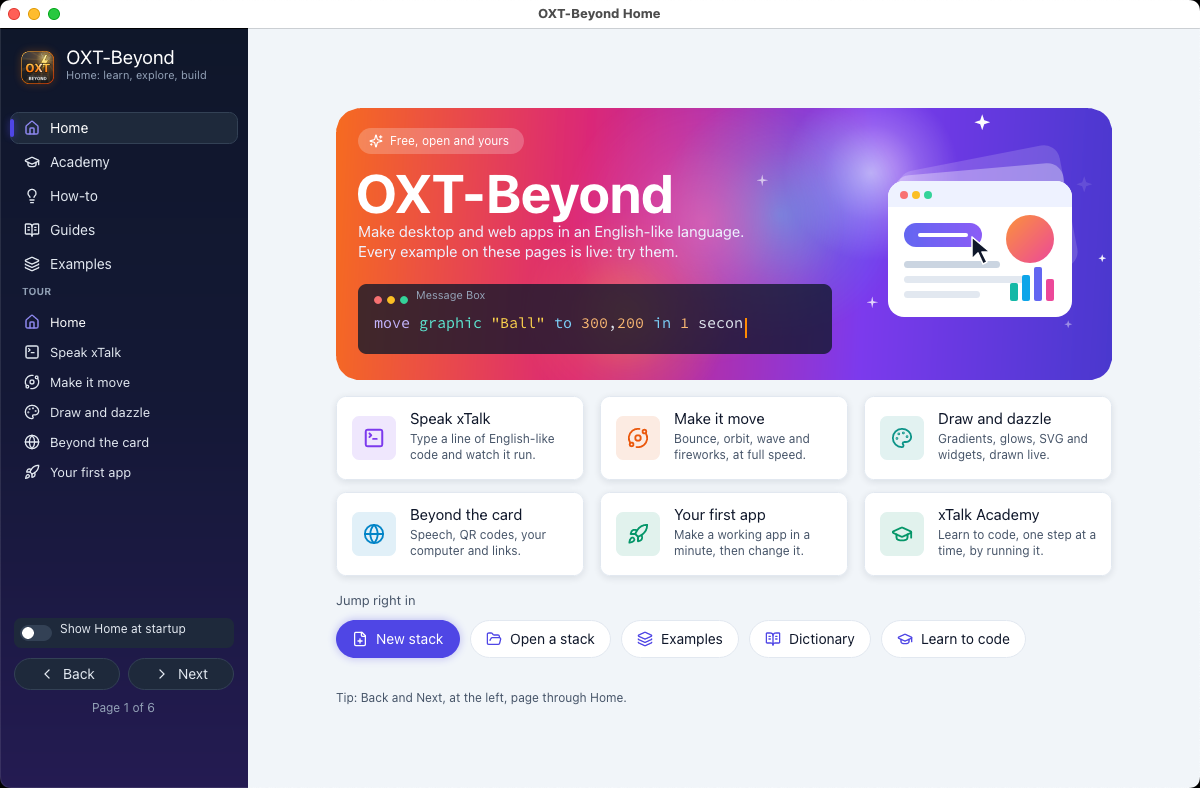 OXT-Beyond Home
OXT
BEYOND
OXT-Beyond
Home: learn, explore, build
Home
Academy
How-to
Guides
Examples
TOUR
Home
Speak xTalk
Make it move
Draw and dazzle
Beyond the card
Your first app
Show Home at startup
Back
Next
Page 1 of 6
Free, open and yours
OXT-Beyond
Make desktop and web apps in an English-like language.
Every example on these pages is live: try them.
Message Box
move graphic "Ball" to 300,200 in 1 secon
Speak xTalk
Type a line of English-like
code and watch it run.
Make it move
Bounce, orbit, wave and
fireworks, at full speed.
Draw and dazzle
Gradients, glows, SVG and
widgets, drawn live.
Beyond the card
Speech, QR codes, your
computer and links.
Your first app
Make a working app in a
minute, then change it.
xTalk Academy
Learn to code, one step at a
time, by running it.
Jump right in
New stack
Open a stack
Examples
Dictionary
Learn to code
Tip: Back and Next, at the left, page through Home.